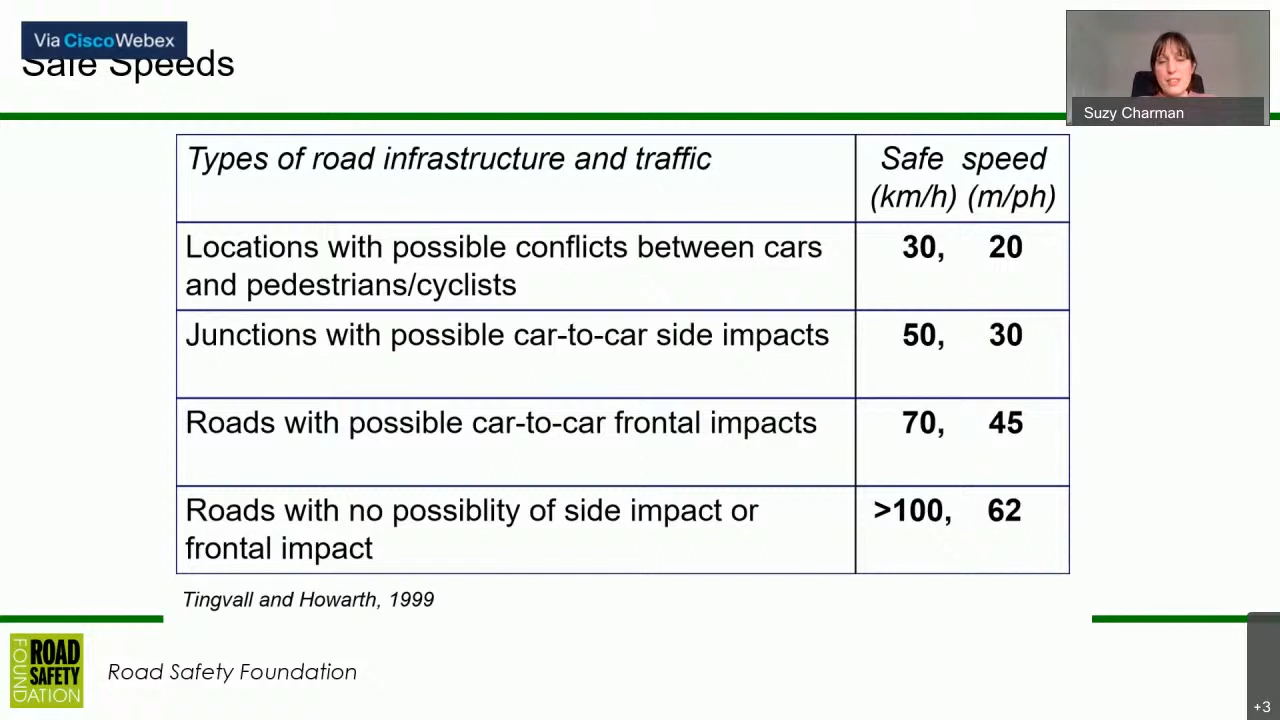 Via CiscoWebex
Safe Speeds
Suzy Charman
Types of road infrastructure and traffic
Safe speed
(km/h) (m/ph)
Locations with possible conflicts between cars
and pedestrians/cyclists
30, 20
Junctions with possible car-to-car side impacts
50, 30
Roads with possible car-to-car frontal impacts
70, 45
Roads with no possiblity of side impact or
frontal impact
>100, 62
Tingvall and Howarth, 1999
ROAD
SAFETY
FOUNDATION
Road Safety Foundation
+3